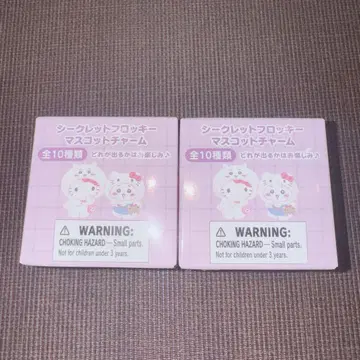 シークレットフロッキー
マスコットチャーム
全10種類 どれが出るかはお楽しみ♪
WARNING:
CHOKING HAZARD — Small parts.
Not for children under 3 years.
シークレットフロッキー
マスコットチャーム
全10種類 どれが出るかはお楽しみ♪
WARNING:
CHOKING HAZARD — Small parts.
Not for children under 3 years.